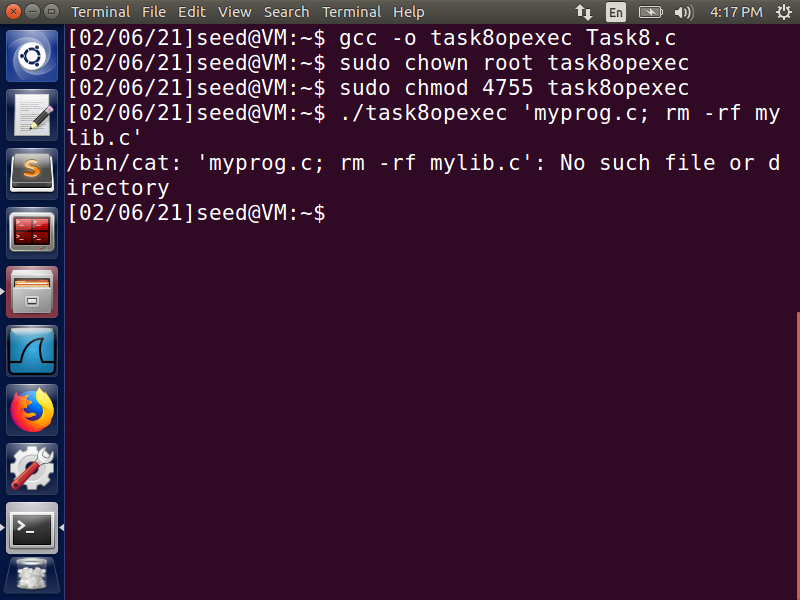 Terminal File Edit View Search Terminal Help En 4:17 PM
[02/06/21]seed@VM:~$ gcc -o task8opexec Task8.c
[02/06/21]seed@VM:~$ sudo chown root task8opexec
[02/06/21]seed@VM:~$ sudo chmod 4755 task8opexec
[02/06/21]seed@VM:~$ ./task8opexec 'myprog.c; rm -rf my
lib.c'
/bin/cat: 'myprog.c; rm -rf mylib.c': No such file or d
irectory
[02/06/21]seed@VM:~$